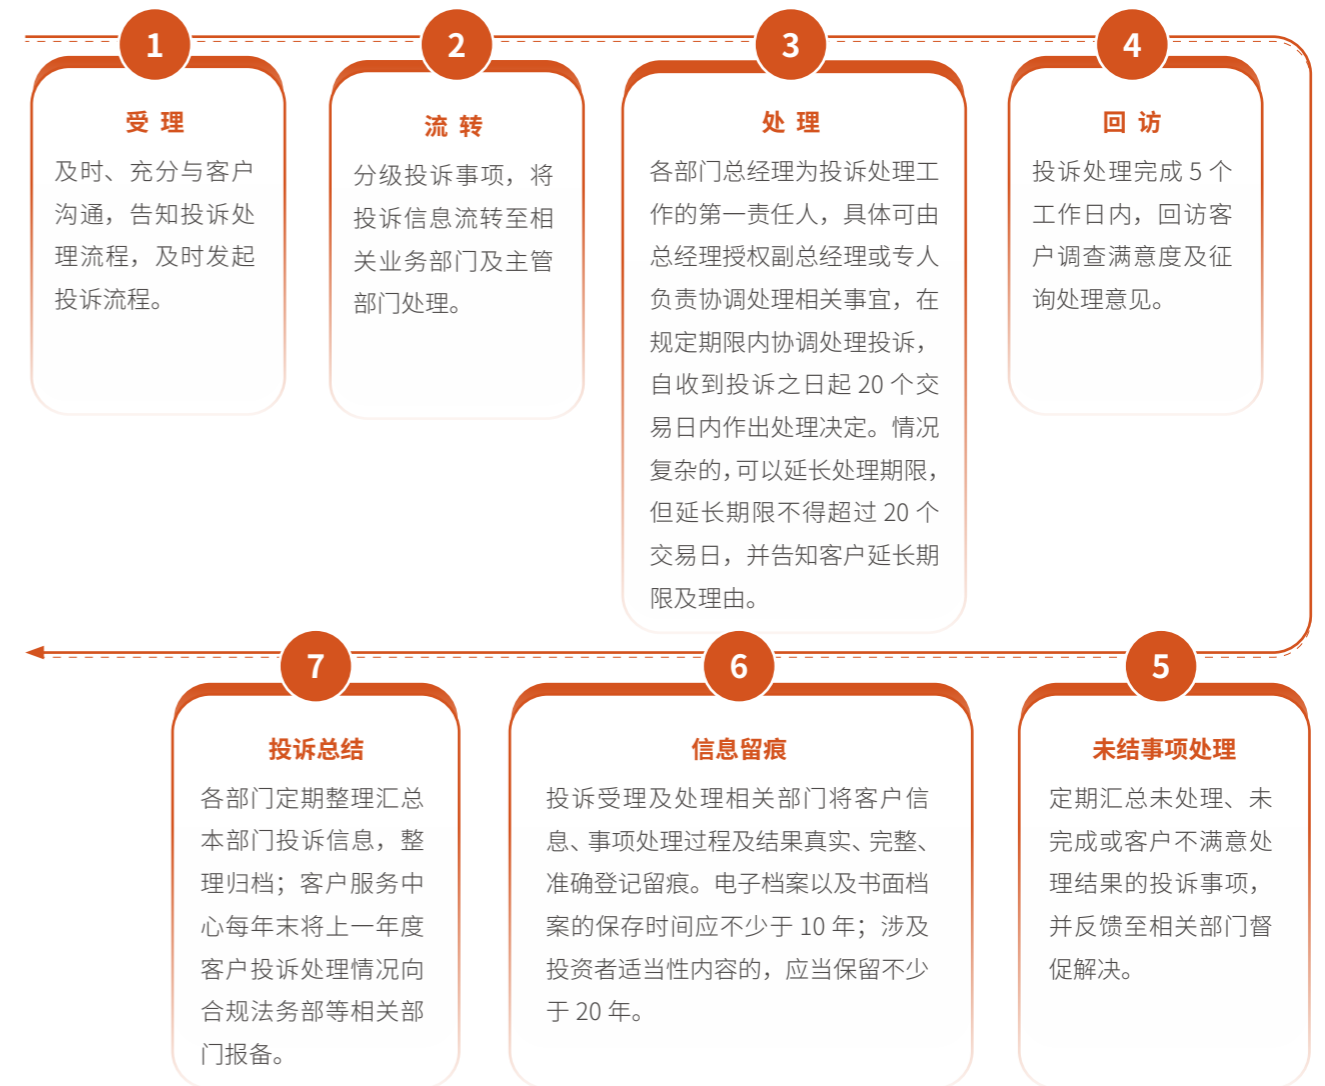 1
受 理
及时、充分与客户
沟通，告知投诉处
理流程，及时发起
投诉流程。
2
流 转
分级投诉事项，将
投诉信息流转至相
关业务部门及主管
部门处理。
3
处 理
各部门总经理为投诉处理工
作的第一责任人，具体可由
总经理授权副总经理或专人
负责协调处理相关事宜，在
规定期限内协调处理投诉，
自收到投诉之日起 20 个交
易日内作出处理决定。情况
复杂的，可以延长处理期限，
但延长期限不得超过 20 个
交易日，并告知客户延长期
限及理由。
4
回 访
投诉处理完成 5 个
工作日内，回访客
户调查满意度及征
询处理意见。
5
未结事项处理
定期汇总未处理、未
完成或客户不满意处
理结果的投诉事项，
并反馈至相关部门督
促解决。
6
信息留痕
投诉受理及处理相关部门将客户信
息、事项处理过程及结果真实、完整、
准确登记留痕。电子档案以及书面档
案的保存时间应不少于 10 年；涉及
投资者适当性内容的，应当保留不少
于 20 年。
7
投诉总结
各部门定期整理汇总
本部门投诉信息，整
理归档；客户服务中
心每年末将上一年度
客户投诉处理情况向
合规法务部等相关部
门报备。